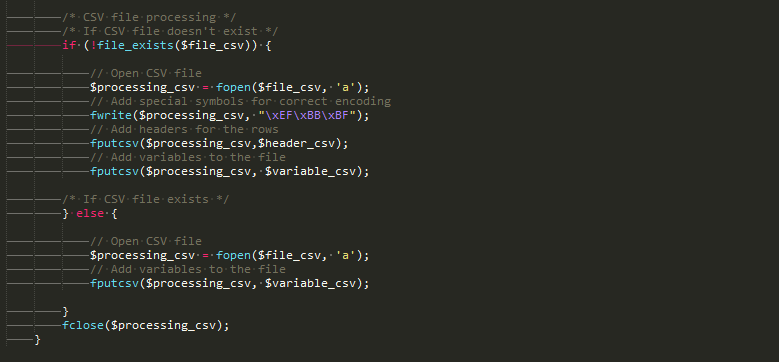 /* CSV file processing */
/* If CSV file doesn't exist */
if (!file_exists($file_csv)) {
// Open CSV file
$processing_csv = fopen($file_csv, 'a');
// Add special symbols for correct encoding
fwrite($processing_csv, "\xEF\xBB\xBF");
// Add headers for the rows
fputcsv($processing_csv,$header_csv);
// Add variables to the file
fputcsv($processing_csv, $variable_csv);
/* If CSV file exists */
} else {
// Open CSV file
$processing_csv = fopen($file_csv, 'a');
// Add variables to the file
fputcsv($processing_csv, $variable_csv);
}
fclose($processing_csv);
}